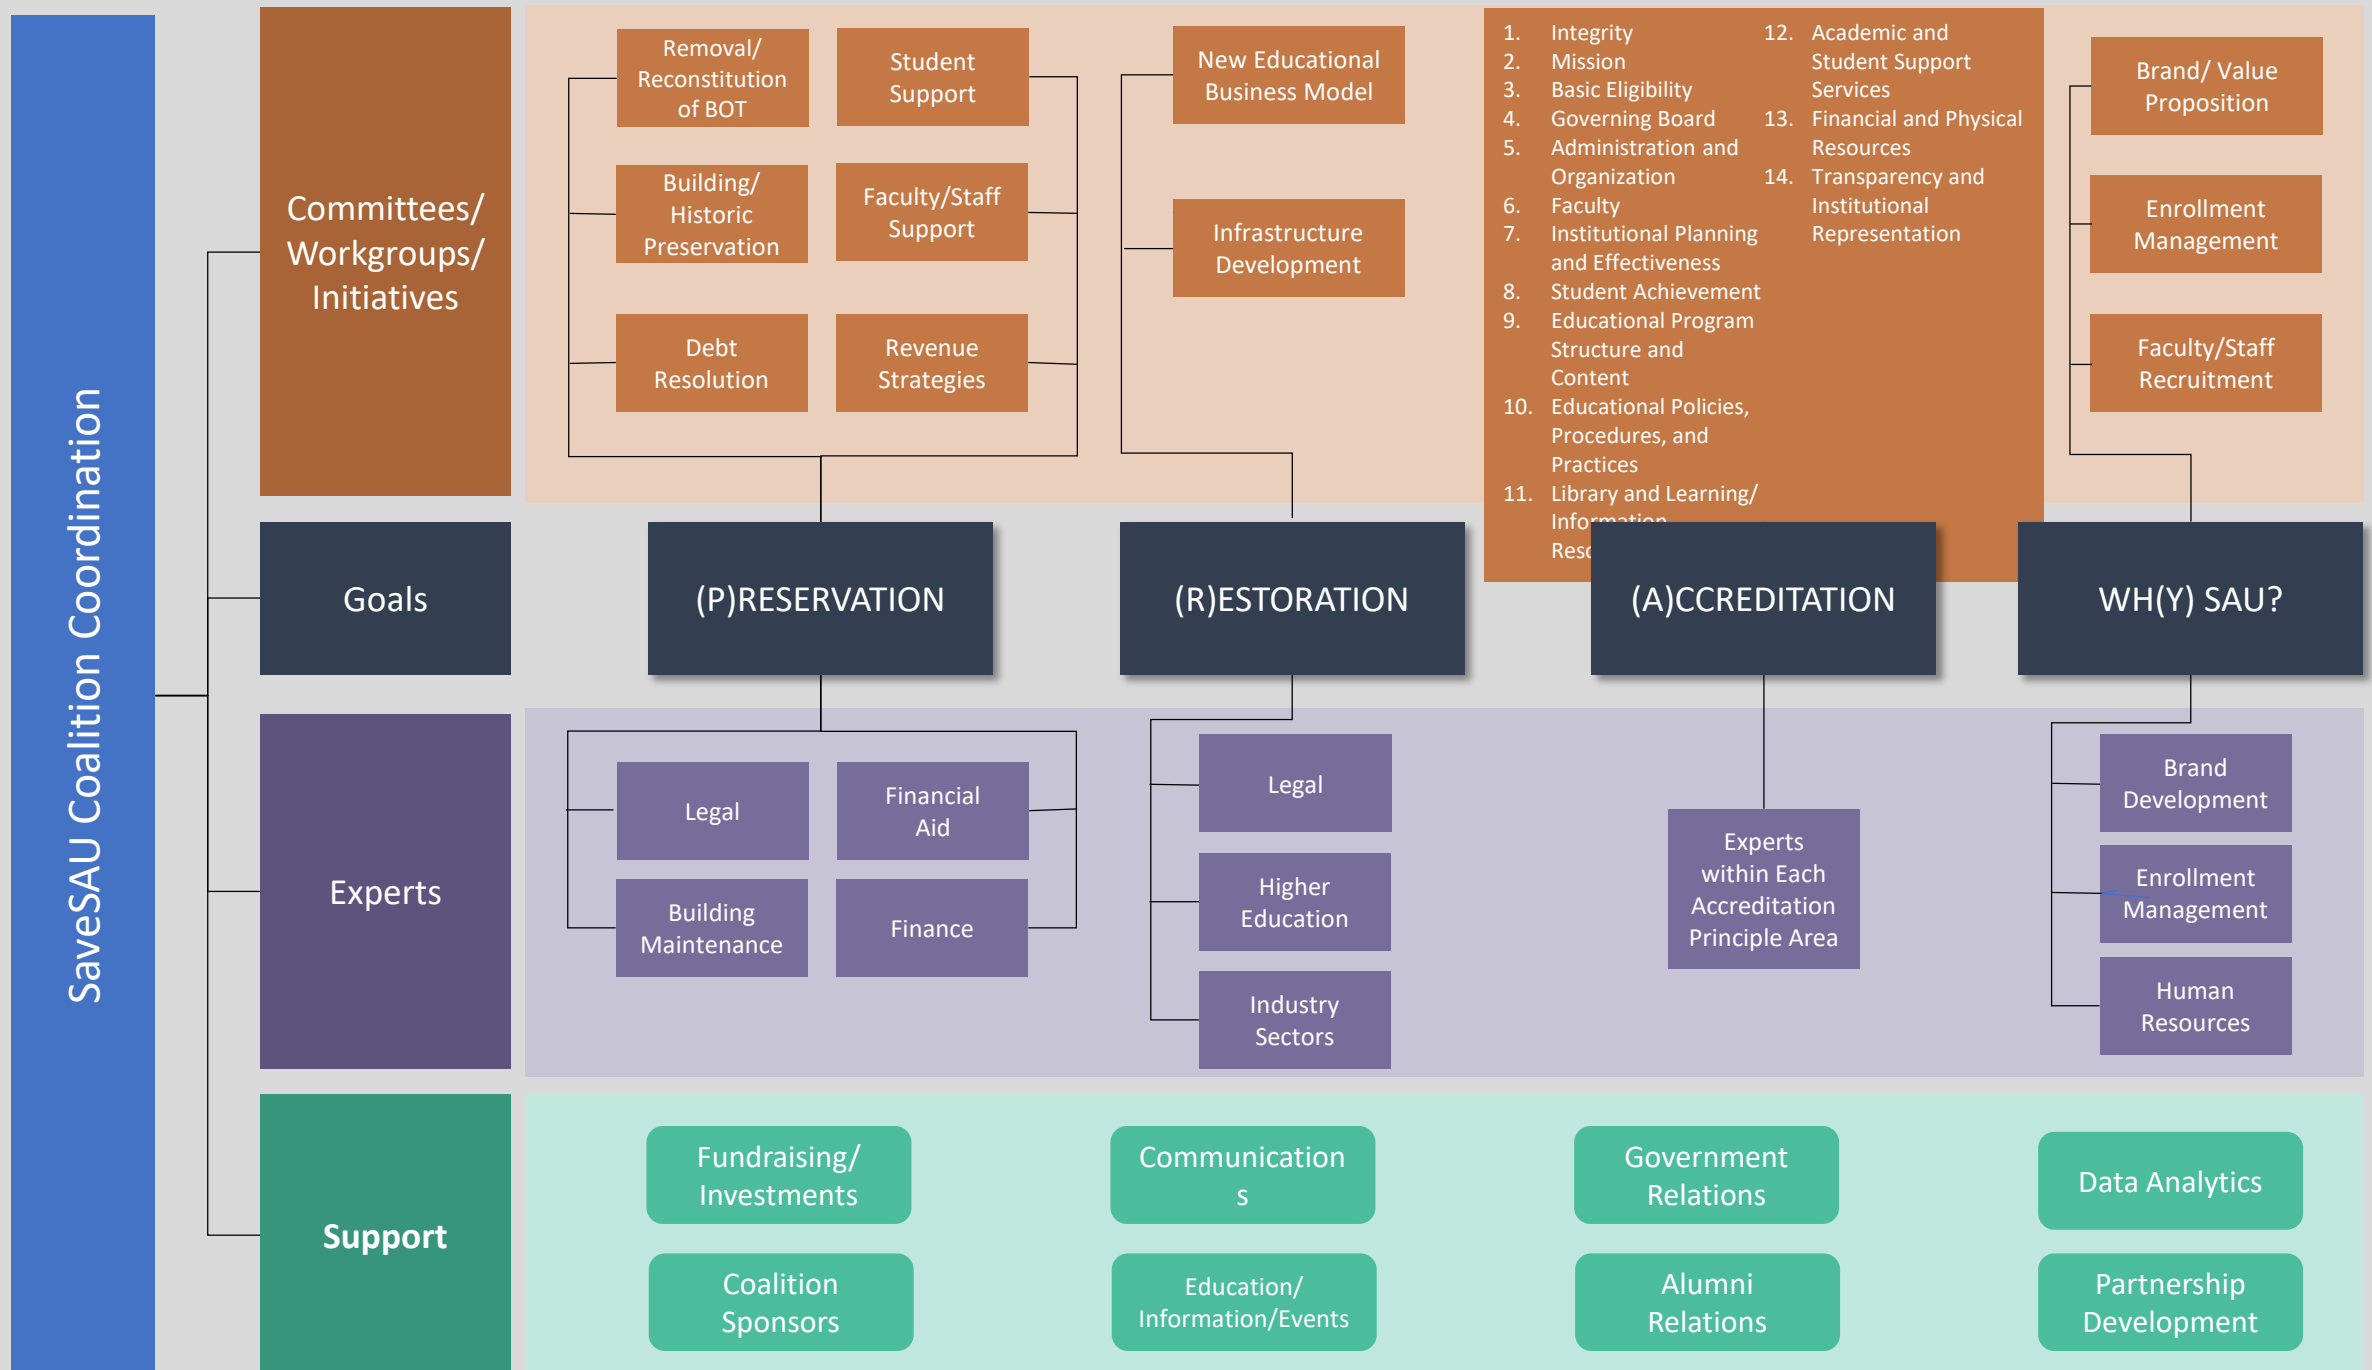 SaveSAU Coalition Coordination
Committees/
Workgroups/
Initiatives
Removal/
Reconstitution
of BOT
Student
Support
Building/
Historic
Preservation
Faculty/Staff
Support
Debt
Resolution
Revenue
Strategies
New Educational
Business Model
Infrastructure
Development
1. Integrity
2. Mission
3. Basic Eligibility
4. Governing Board
5. Administration and
Organization
6. Faculty
7. Institutional Planning
and Effectiveness
8. Student Achievement
9. Educational Program
Structure and
Content
10. Educational Policies,
Procedures, and
Practices
11. Library and Learning/
Information
12. Academic and
Student Support
Services
13. Financial and Physical
Resources
14. Transparency and
Institutional
Representation
Brand/ Value
Proposition
Enrollment
Management
Faculty/Staff
Recruitment
Goals
(P)RESERVATION
(R)ESTORATION
(A)CCREDITATION
WH(Y) SAU?
Experts
Legal
Financial
Aid
Building
Maintenance
Finance
Legal
Higher
Education
Industry
Sectors
Experts
within Each
Accreditation
Principle Area
Brand
Development
Enrollment
Management
Human
Resources
Support
Fundraising/
Investments
Communication
s
Government
Relations
Data Analytics
Coalition
Sponsors
Education/
Information/Events
Alumni
Relations
Partnership
Development